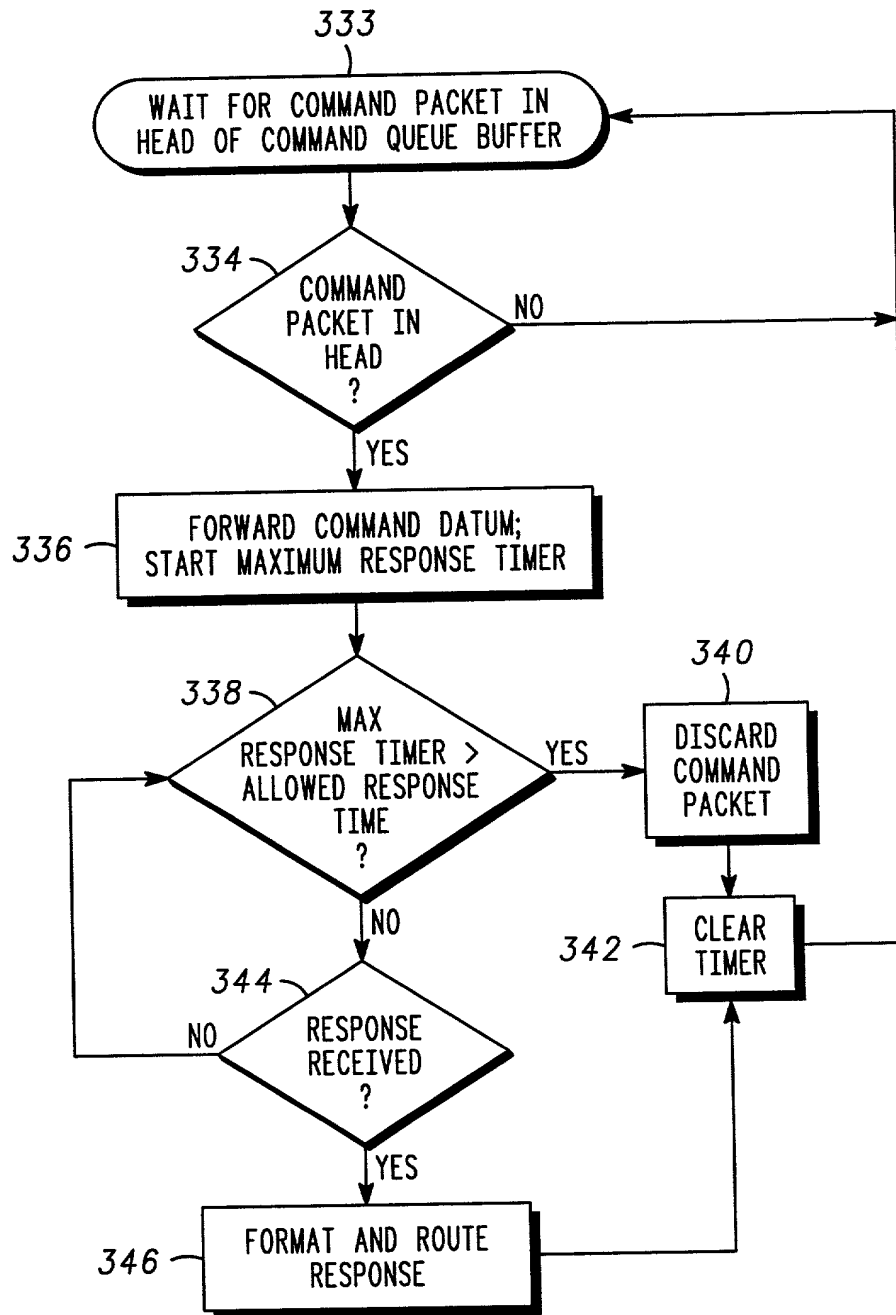 333
WAIT FOR COMMAND PACKET IN
HEAD OF COMMAND QUEUE BUFFER
334
COMMAND
PACKET IN
HEAD
?
NO
YES
336
FORWARD COMMAND DATUM;
START MAXIMUM RESPONSE TIMER
338
MAX
RESPONSE TIMER >
ALLOWED RESPONSE
TIME
?
YES
340
DISCARD
COMMAND
PACKET
NO
342
CLEAR
TIMER
344
RESPONSE
RECEIVED
?
NO
YES
346
FORMAT AND ROUTE
RESPONSE